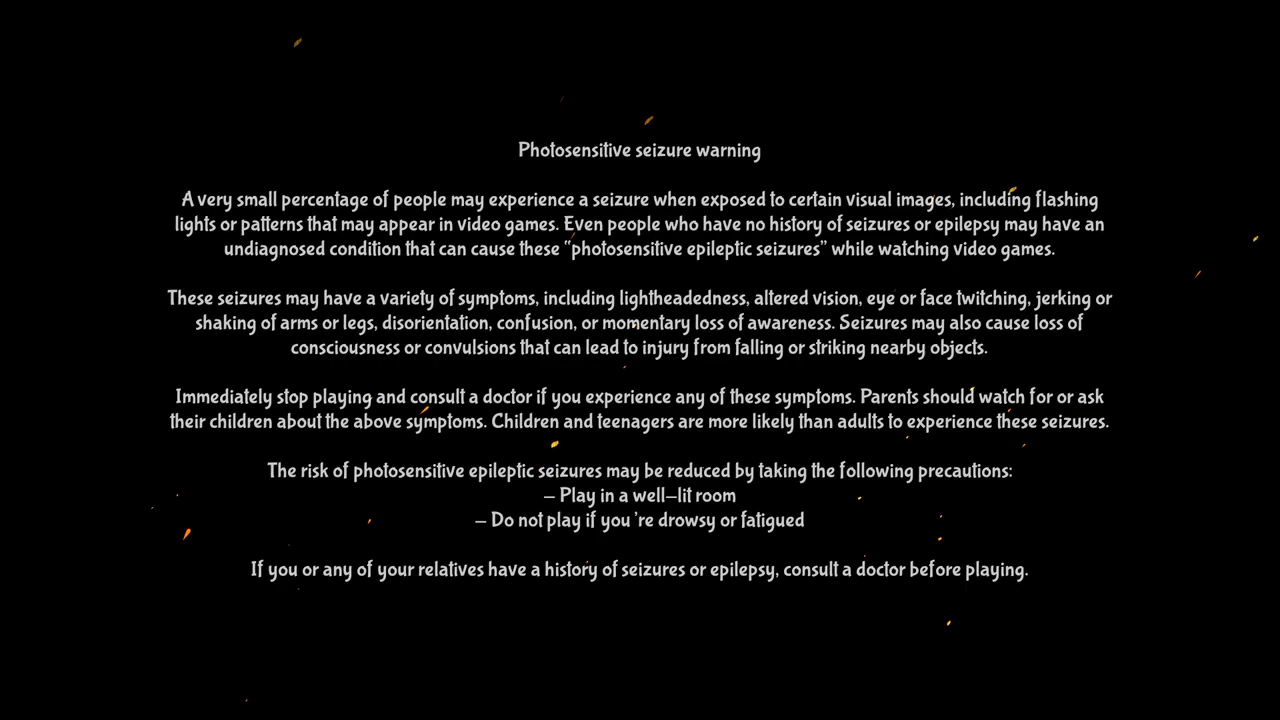 Photosensitive seizure warning
A very small percentage of people may experience a seizure when exposed to certain visual images, including flashing
lights or patterns that may appear in video games. Even people who have no history of seizures or epilepsy may have an
undiagnosed condition that can cause these “photosensitive epileptic seizures” while watching video games.
These seizures may have a variety of symptoms, including lightheadedness, altered vision, eye or face twitching, jerking or
shaking of arms or legs, disorientation, confusion, or momentary loss of awareness. Seizures may also cause loss of
consciousness or convulsions that can lead to injury from falling or striking nearby objects.
Immediately stop playing and consult a doctor if you experience any of these symptoms. Parents should watch for or ask
their children about the above symptoms. Children and teenagers are more likely than adults to experience these seizures.
The risk of photosensitive epileptic seizures may be reduced by taking the following precautions:
– Play in a well–lit room
– Do not play if you 're drowsy or fatigued
If you or any of your relatives have a history of seizures or epilepsy, consult a doctor before playing.